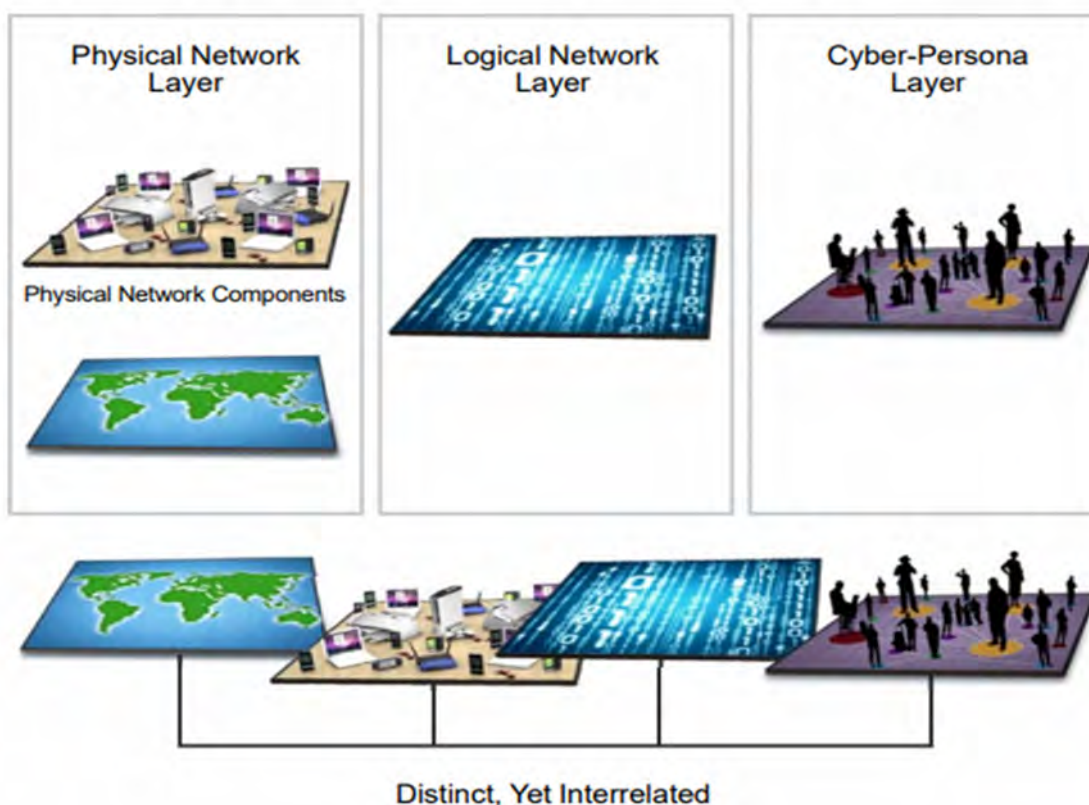 Physical Network
Layer
Logical Network
Layer
Cyber-Persona
Layer
Physical Network Components
Distinct, Yet Interrelated